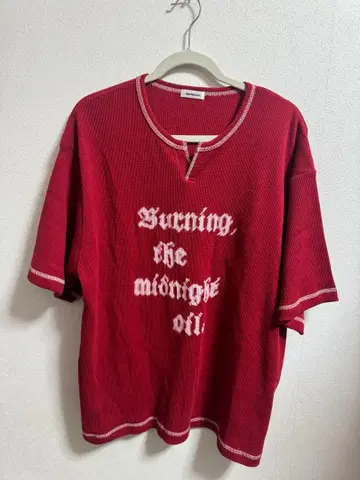 Burning,
the
midnight
oil.